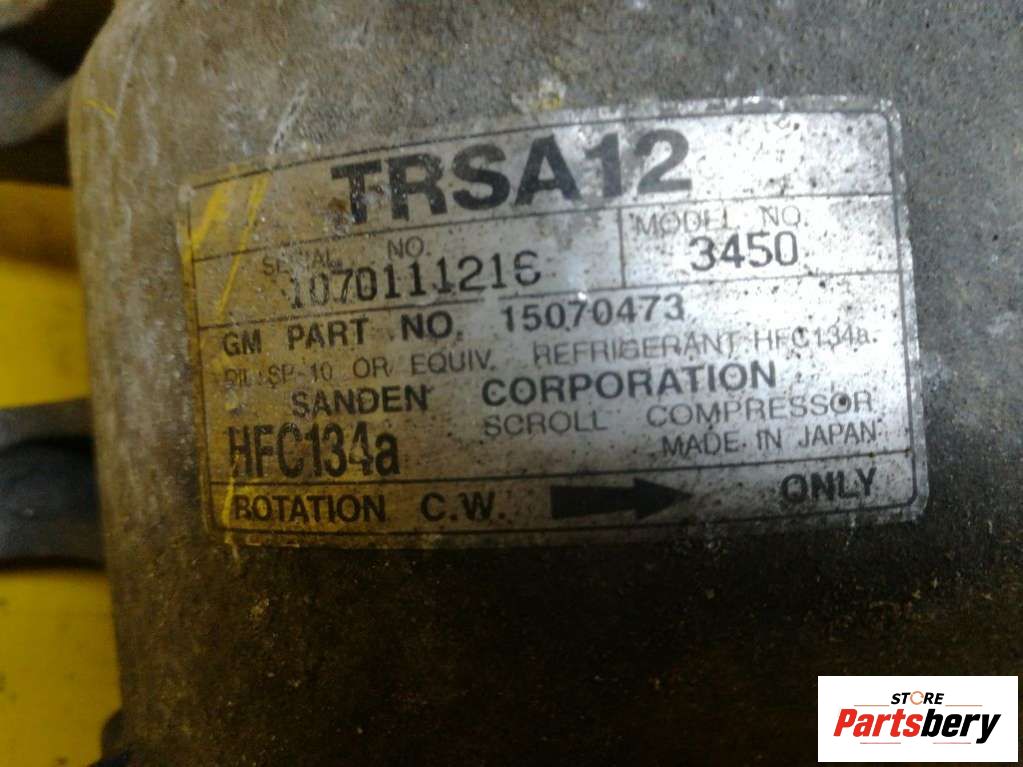 TRSA12
SERIAL NO.
MODEL NO.
3450
GM PART NO. 15070473
OIL: SP-10 OR EQUIV. REFRIGERANT HFC134a
SANDEN CORPORATION
SCROLL COMPRESSOR
HFC134a
MADE IN JAPAN
ROTATION C.W. ONLY
STORE
Partsbery